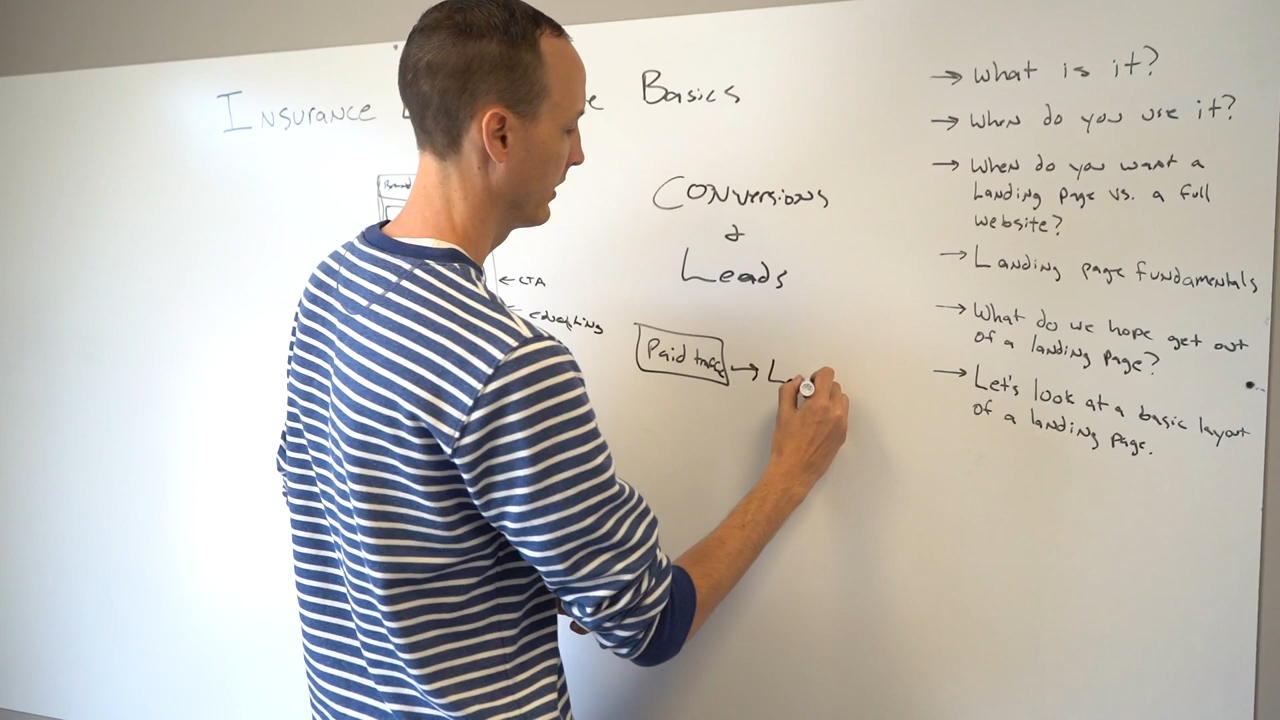 Insurance Basics
Conversions
&
Leads
← CTA
←
Paid traffic → L
→ What is it?
→ When do you use it?
→ When do you want a
Landing page vs. a full
website?
→ Landing page fundamentals
→ What do we hope get out
of a landing page?
→ Let's look at a basic layout
of a landing page.